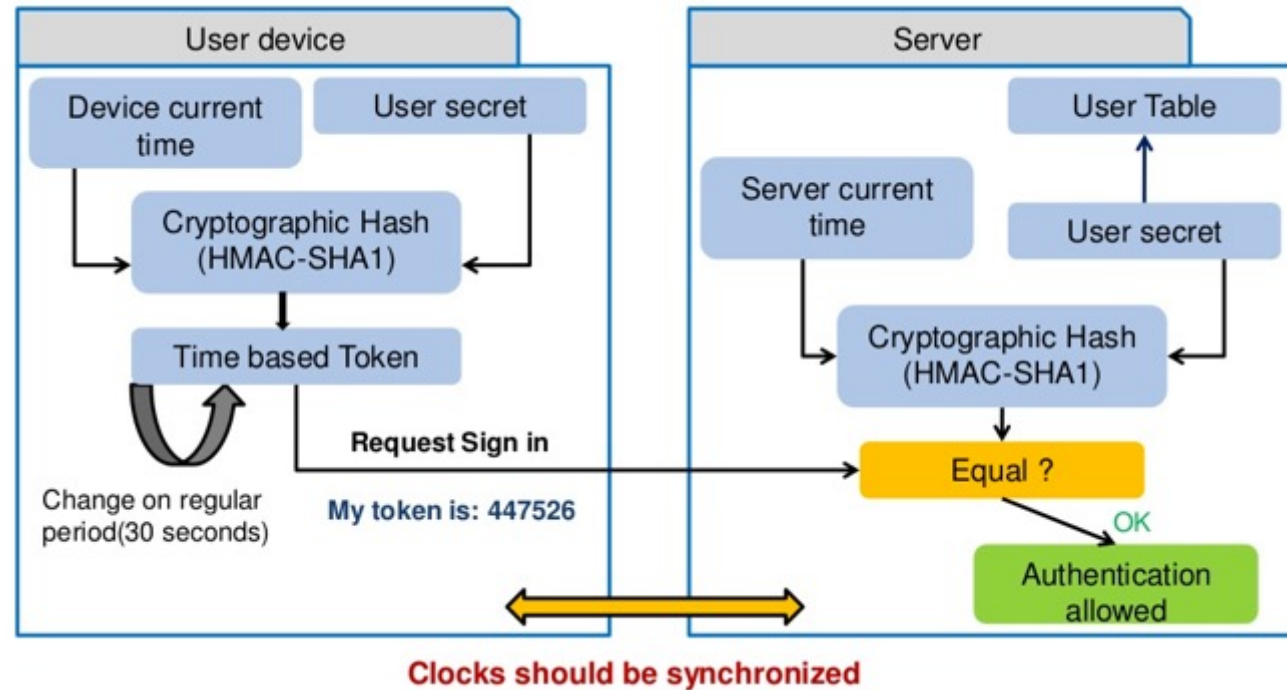 User device
Device current
time
User secret
Cryptographic Hash
(HMAC-SHA1)
Time based Token
Change on regular
period(30 seconds)
Request Sign in
My token is: 447526
Server
User Table
Server current
time
User secret
Cryptographic Hash
(HMAC-SHA1)
Equal ?
OK
Authentication
allowed
Clocks should be synchronized